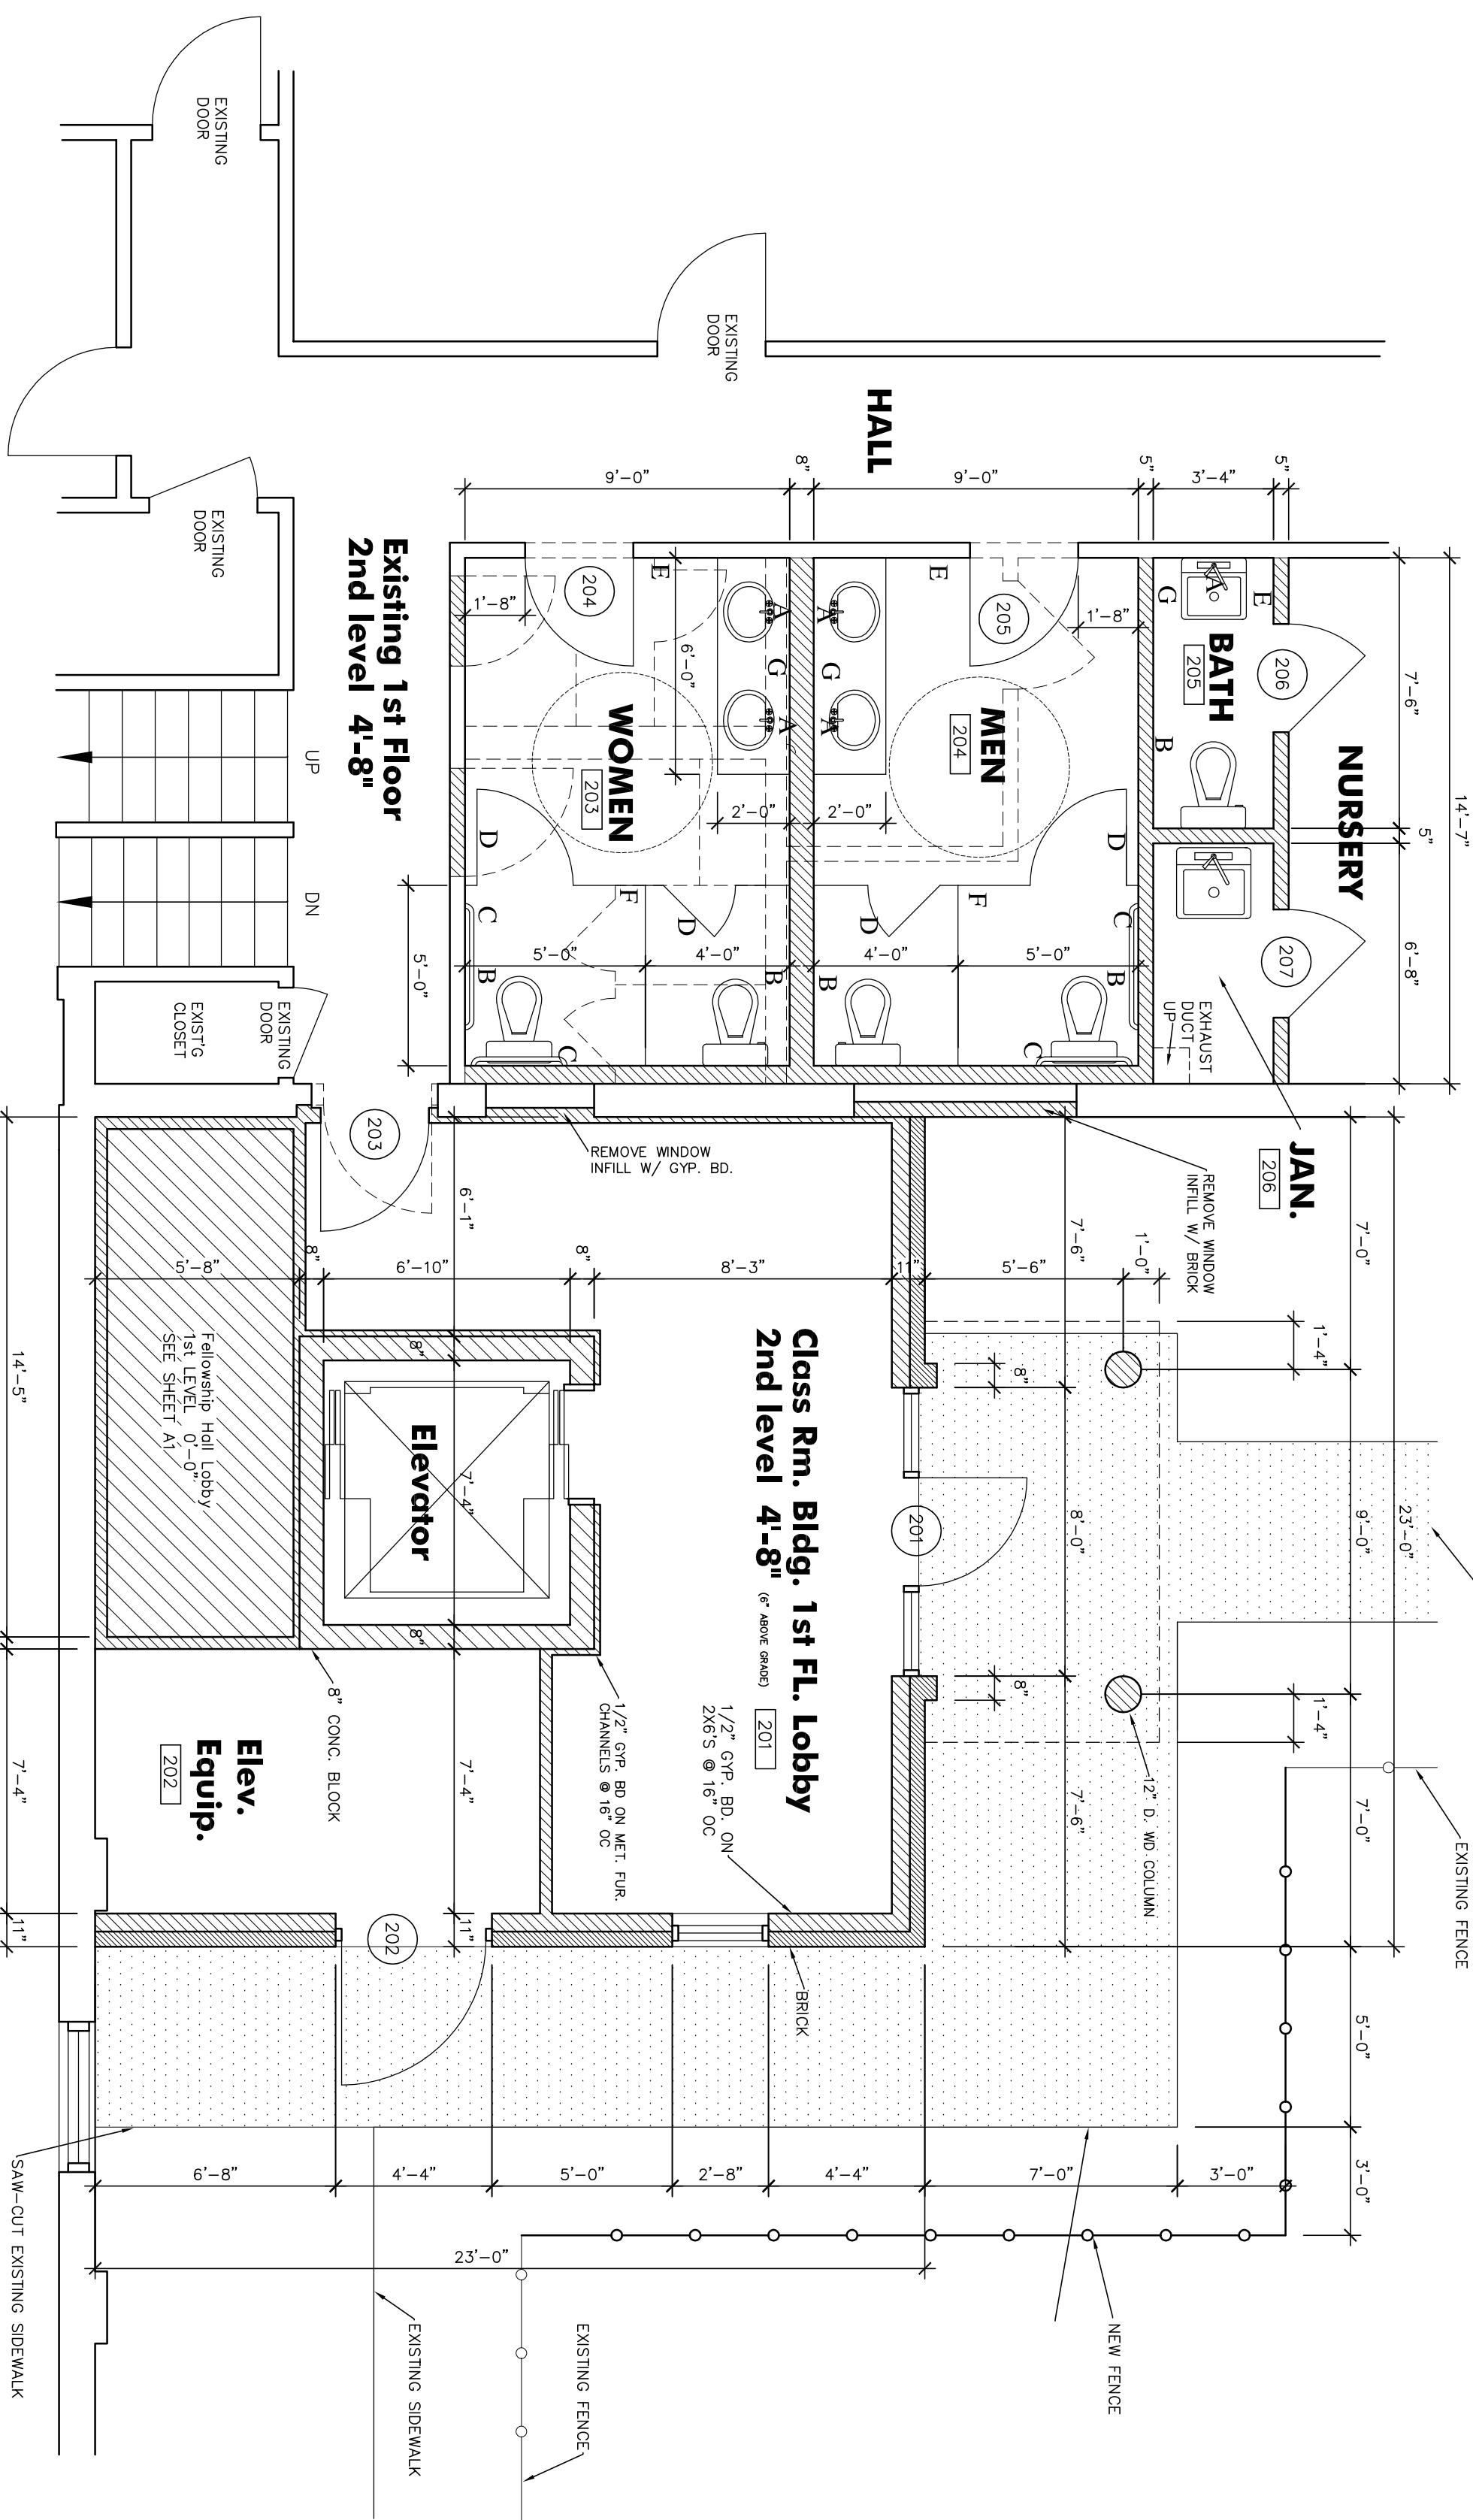 EXISTING
DOOR
EXISTING
DOOR
HALL
EXISTING
DOOR
9'-0"
8"
9'-0"
5"
3'-4"
5"
Existing 1st Floor
2nd level 4'-8"
UP
DN
EXISTING
DOOR
EXIST'G
CLOSET
204
E
1'-8"
6'-0"
A
G
A
WOMEN
203
2'-0"
D
C
F
D
5'-0"
5'-0"
4'-0"
B
B
C
205
E
1'-8"
A
G
A
MEN
204
2'-0"
D
D
F
C
4'-0"
5'-0"
B
B
C
A
E
G
BATH
205
206
B
NURSERY
7'-6"
14'-7"
5"
6'-8"
207
EXHAUST
DUCT
UP
JAN.
206
REMOVE WINDOW
INFILL W/ BRICK
REMOVE WINDOW
INFILL W/ GYP. BD.
203
6'-1"
7'-6"
1'-0"
7'-0"
5'-8"
8"
6'-10"
8"
8'-3"
11"
5'-6"
1'-4"
14'-5"
Fellowship Hall Lobby
1st LEVEL 0'-0"
SEE SHEET A1
8"
Elevator
7'-4"
8"
Class Rm. Bldg. 1st FL. Lobby
2nd level 4'-8"
(6" ABOVE GRADE)
201
8"
201
8'-0"
9'-0"
23'-0"
8"
1'-4"
8" CONC. BLOCK
1/2" GYP. BD ON MET. FUR.
CHANNELS @ 16" OC
1/2" GYP. BD. ON
2X6'S @ 16" OC
12" D. WD COLUMN
7'-6"
7'-0"
EXISTING FENCE
Elev.
Equip.
202
7'-4"
7'-4"
11"
11"
202
BRICK
5'-0"
3'-0"
6'-8"
4'-4"
5'-0"
2'-8"
4'-4"
7'-0"
3'-0"
23'-0"
SAW-CUT EXISTING SIDEWALK
EXISTING SIDEWALK
EXISTING FENCE
NEW FENCE